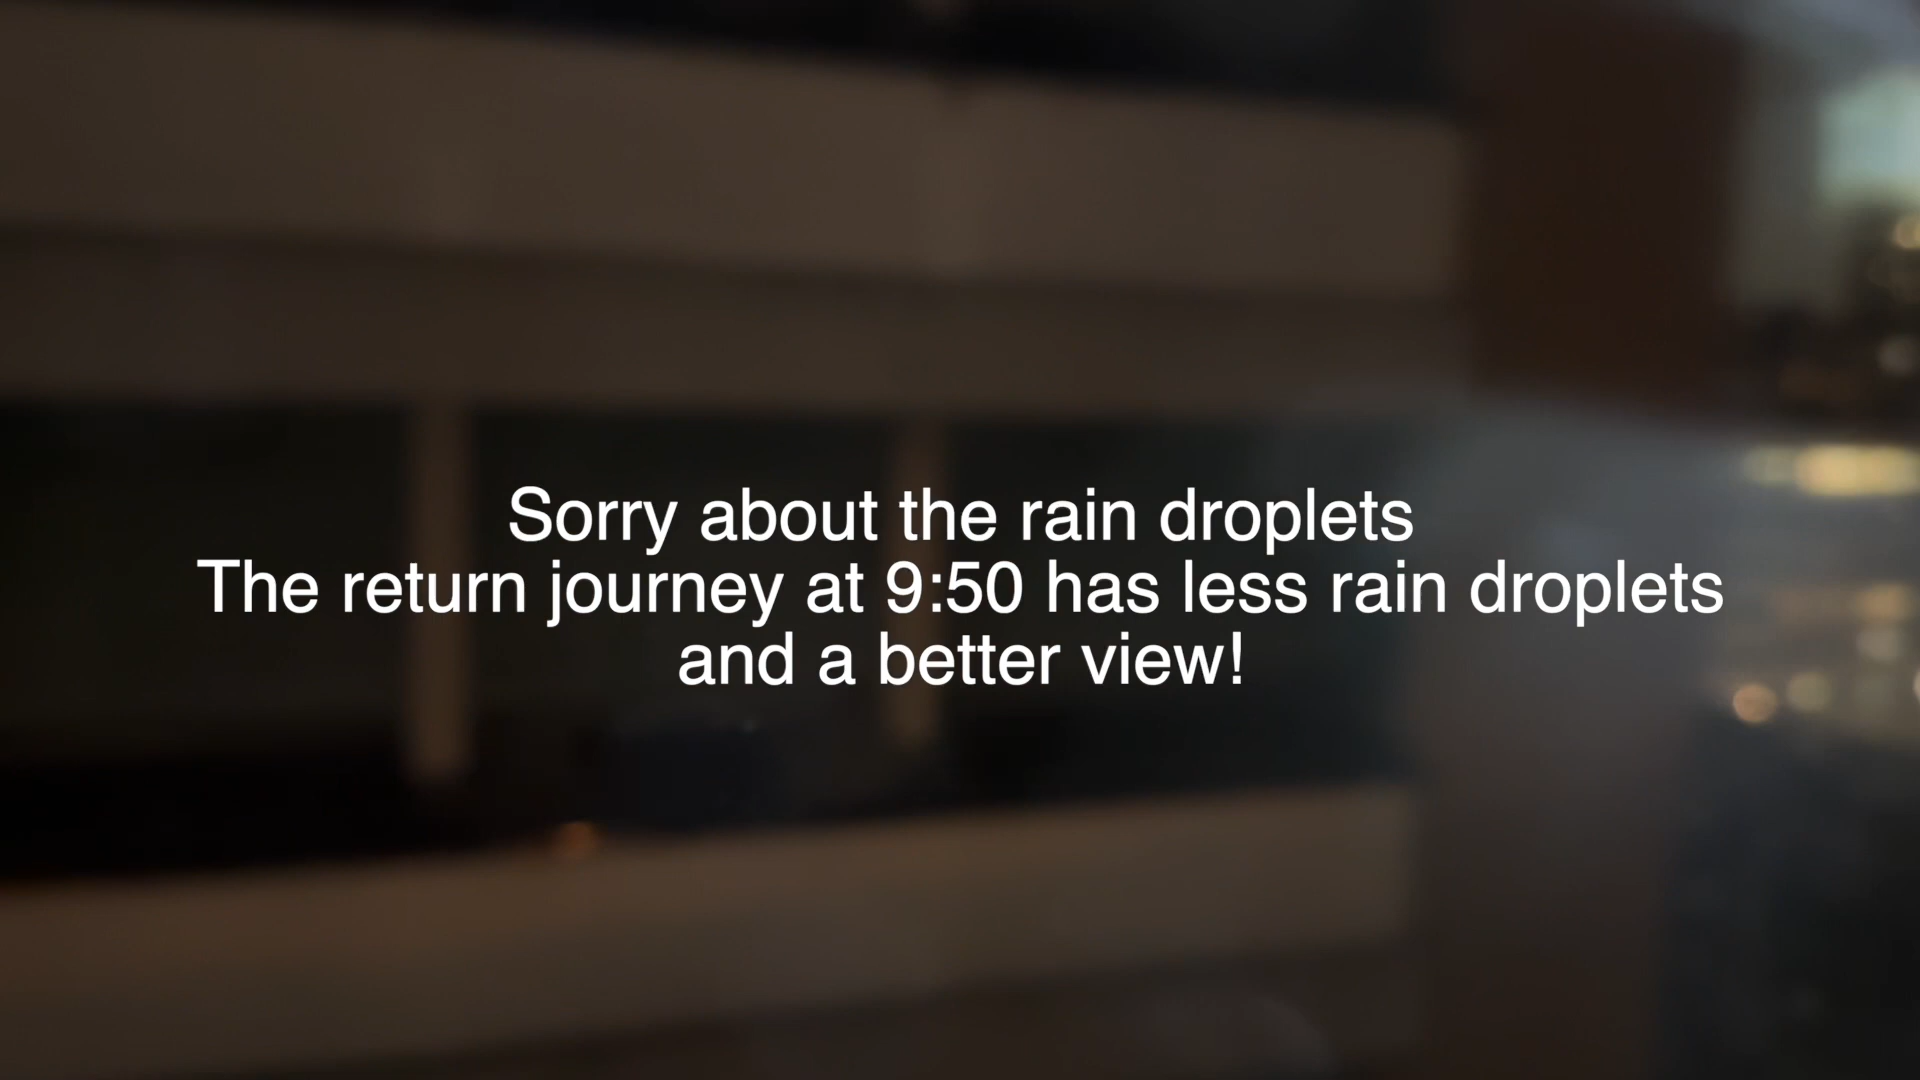 Sorry about the rain droplets
The return journey at 9:50 has less rain droplets
and a better view!